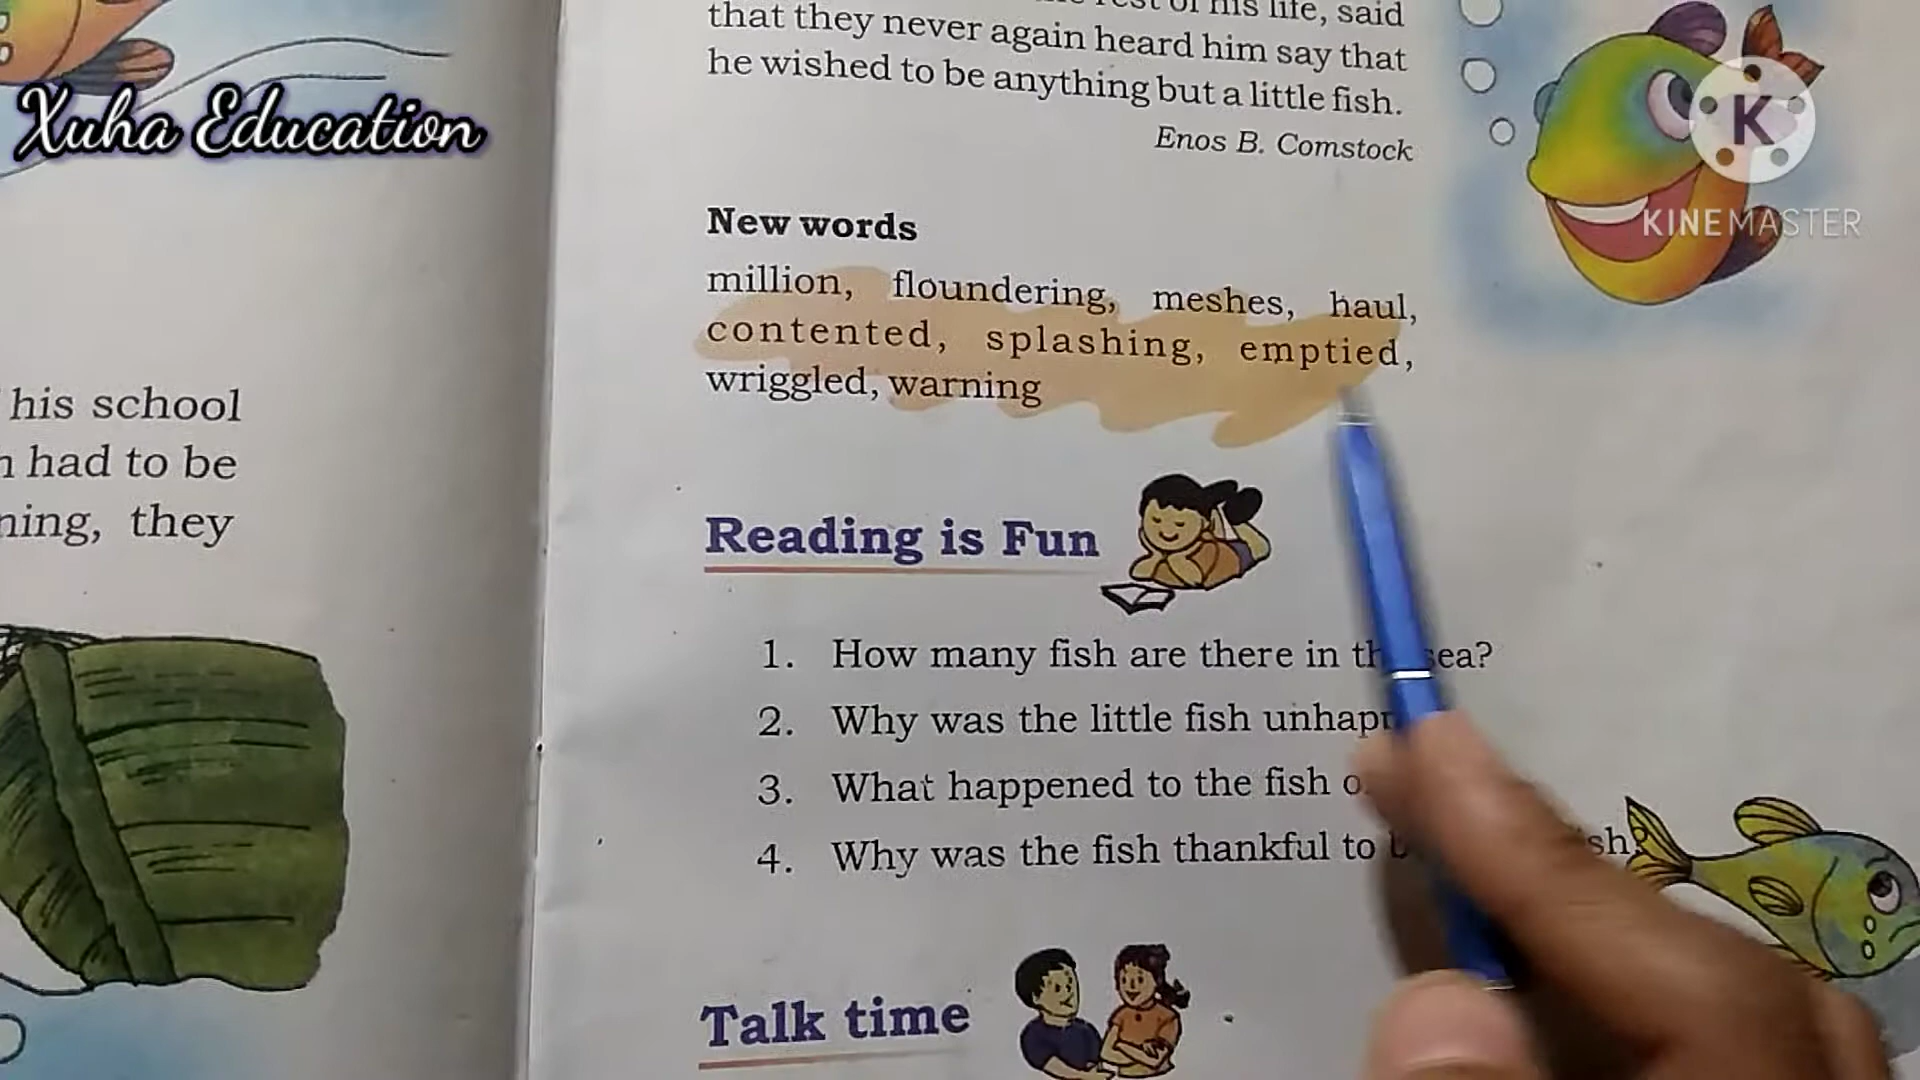 Xuha Education
his life, said
that they never again heard him say that
he wished to be anything but a little fish.
Enos B. Comstock
K
KINEMASTER
his school
had to be
they
New words
million, floundering, meshes, haul,
contented, splashing, emptied,
wriggled, warning
Reading is Fun
1. How many fish are there in sea?
2. Why was the little fish
3. What happened to the fish
4. Why was the fish thankful to
Talk time